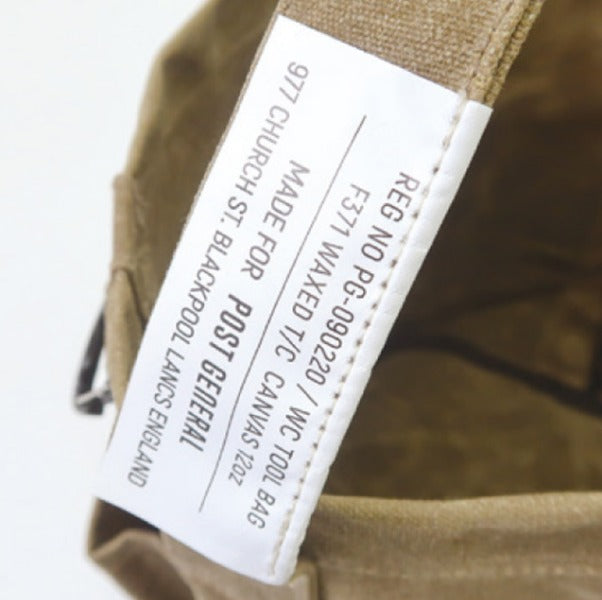 REG NO PG-090220 / WC TOOL BAG
F371 WAXED T/C CANVAS 12OZ
MADE FOR POST GENERAL
977 CHURCH ST. BLACKPOOL LANCS ENGLAND